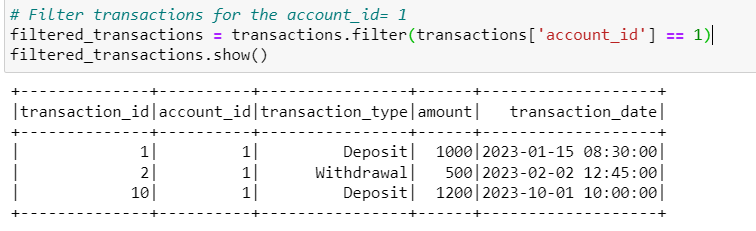 # Filter transactions for the account_id= 1
filtered_transactions = transactions.filter(transactions['account_id'] == 1)
filtered_transactions.show()
+--------------+----------+----------------+------+-------------------+
|transaction_id|account_id|transaction_type|amount|   transaction_date|
+--------------+----------+----------------+------+-------------------+
|             1|         1|         Deposit|  1000|2023-01-15 08:30:00|
|             2|         1|      Withdrawal|   500|2023-02-02 12:45:00|
|            10|         1|         Deposit|  1200|2023-10-01 10:00:00|
+--------------+----------+----------------+------+-------------------+